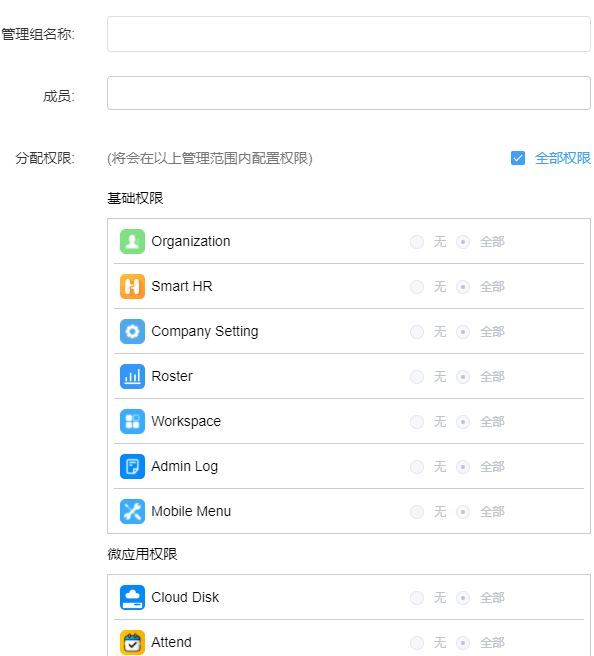 管理组名称:
成员:
分配权限: (将会在以上管理范围内配置权限) 全部权限
基础权限
Organization 无 全部
Smart HR 无 全部
Company Setting 无 全部
Roster 无 全部
Workspace 无 全部
Admin Log 无 全部
Mobile Menu 无 全部
微应用权限
Cloud Disk 无 全部
Attend 无 全部